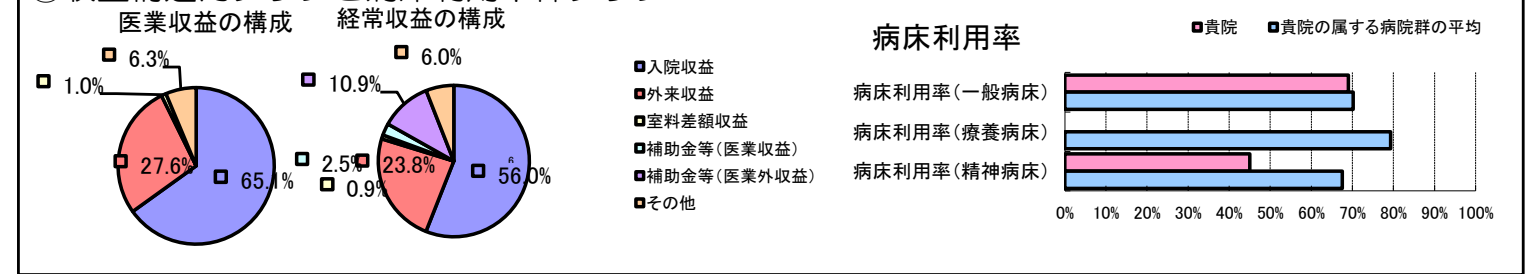 医業収益の構成
経常収益の構成
6.3%
1.0%
27.6%
65.1%
6.0%
10.9%
2.5%
0.9%
23.8%
56.0%
入院収益
外来収益
室料差額収益
補助金等(医業収益)
補助金等(医業外収益)
その他
病床利用率
貴院
貴院の属する病院群の平均
病床利用率(一般病床)
病床利用率(療養病床)
病床利用率(精神病床)
0% 10% 20% 30% 40% 50% 60% 70% 80% 90% 100%